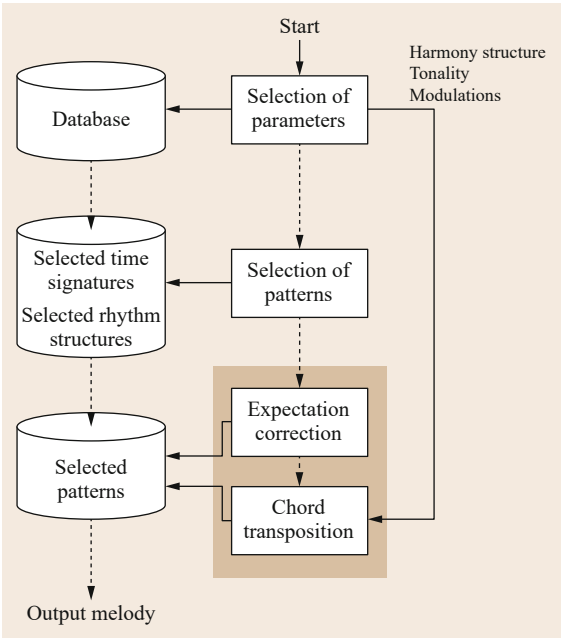 Start
Harmony structure
Tonality
Modulations
Database
Selection of
parameters
Selected time
signatures
Selected rhythm
structures
Selection of
patterns
Expectation
correction
Selected
patterns
Chord
transposition
Output melody